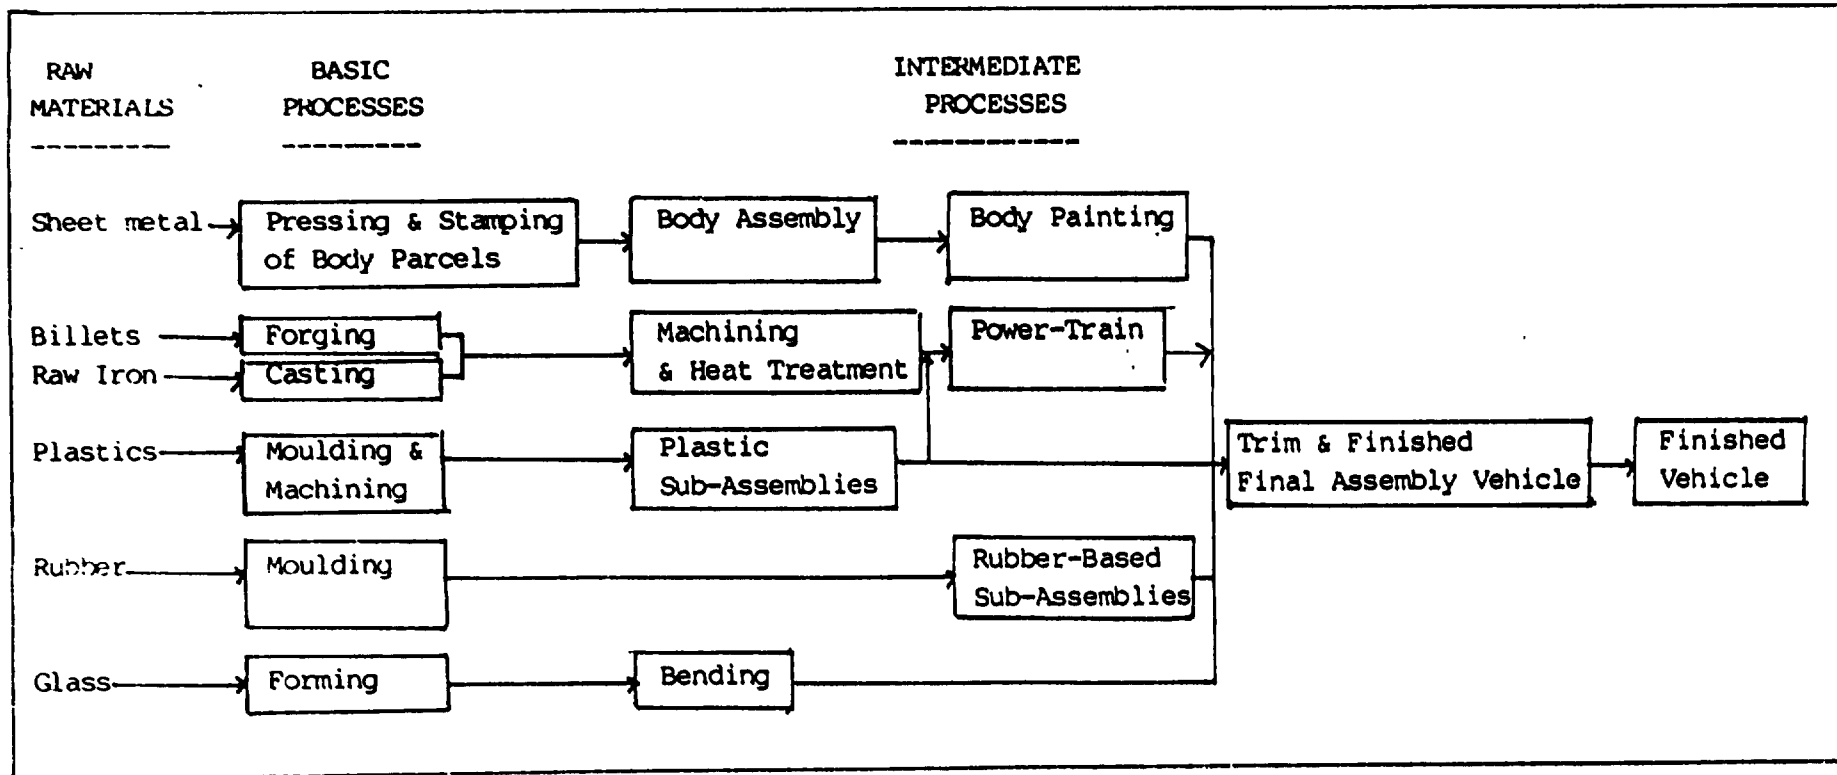 RAW
MATERIALS
BASIC
PROCESSES
INTERMEDIATE
PROCESSES
Sheet metal
Pressing & Stamping
of Body Parcels
Body Assembly
Body Painting
Billets
Forging
Raw Iron
Casting
Machining
& Heat Treatment
Power-Train
Plastics
Moulding &
Machining
Plastic
Sub-Assemblies
Trim & Finished
Final Assembly Vehicle
Finished
Vehicle
Rubber
Moulding
Rubber-Based
Sub-Assemblies
Glass
Forming
Bending